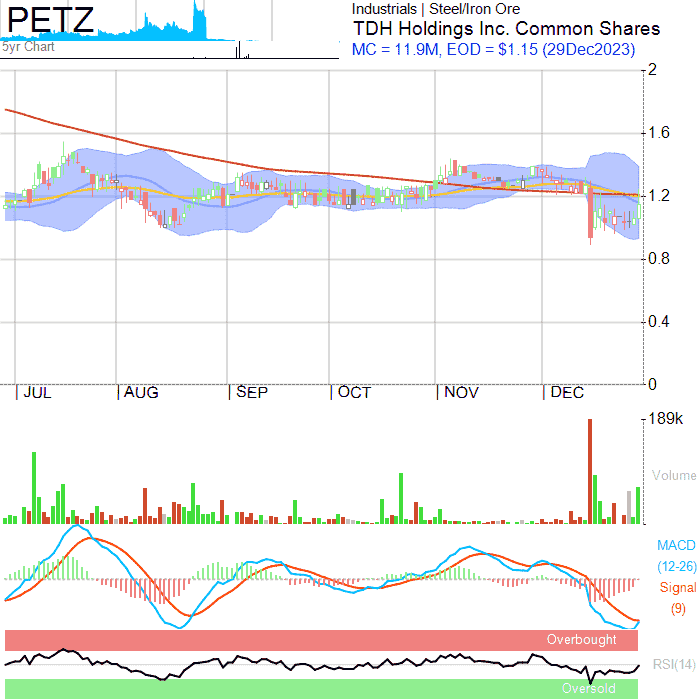 PETZ
5yr Chart
Industrials | Steel/Iron Ore
TDH Holdings Inc. Common Shares
MC = 11.9M, EOD = $1.15 (29Dec2023)
2
1.6
1.2
0.8
0.4
0
JUL AUG SEP OCT NOV DEC
189k
Volume
MACD
(12-26)
Signal
(9)
Overbought
RSI(14)
Oversold